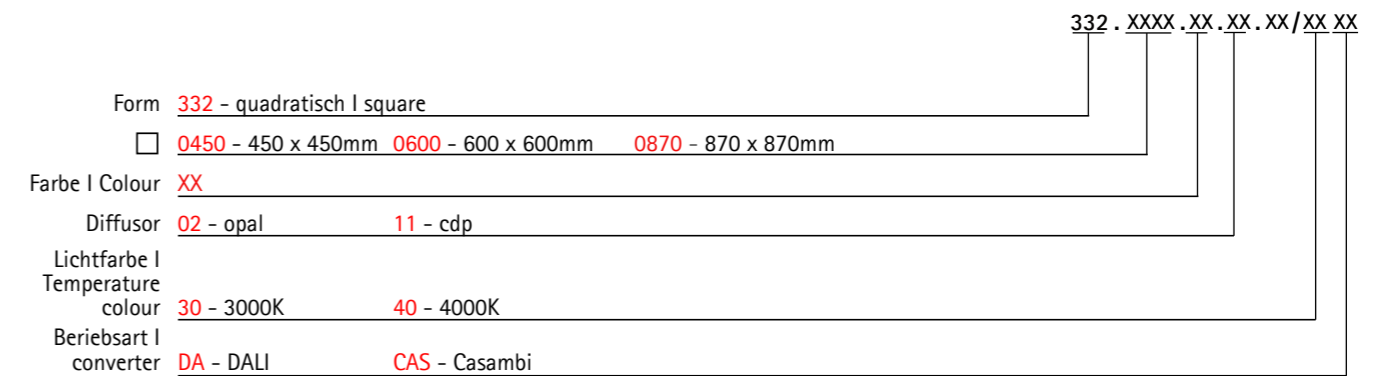 332. XXXX .XX .XX . XX/XX XX
Form 332 - quadratisch I square
0450 - 450 x 450mm 0600 - 600 x 600mm 0870 - 870 x 870mm
Farbe I Colour XX
Diffusor 02 - opal 11 - cdp
Lichtfarbe I
Temperature
colour 30 - 3000K 40 - 4000K
Beriebsart I
converter DA - DALI CAS - Casambi